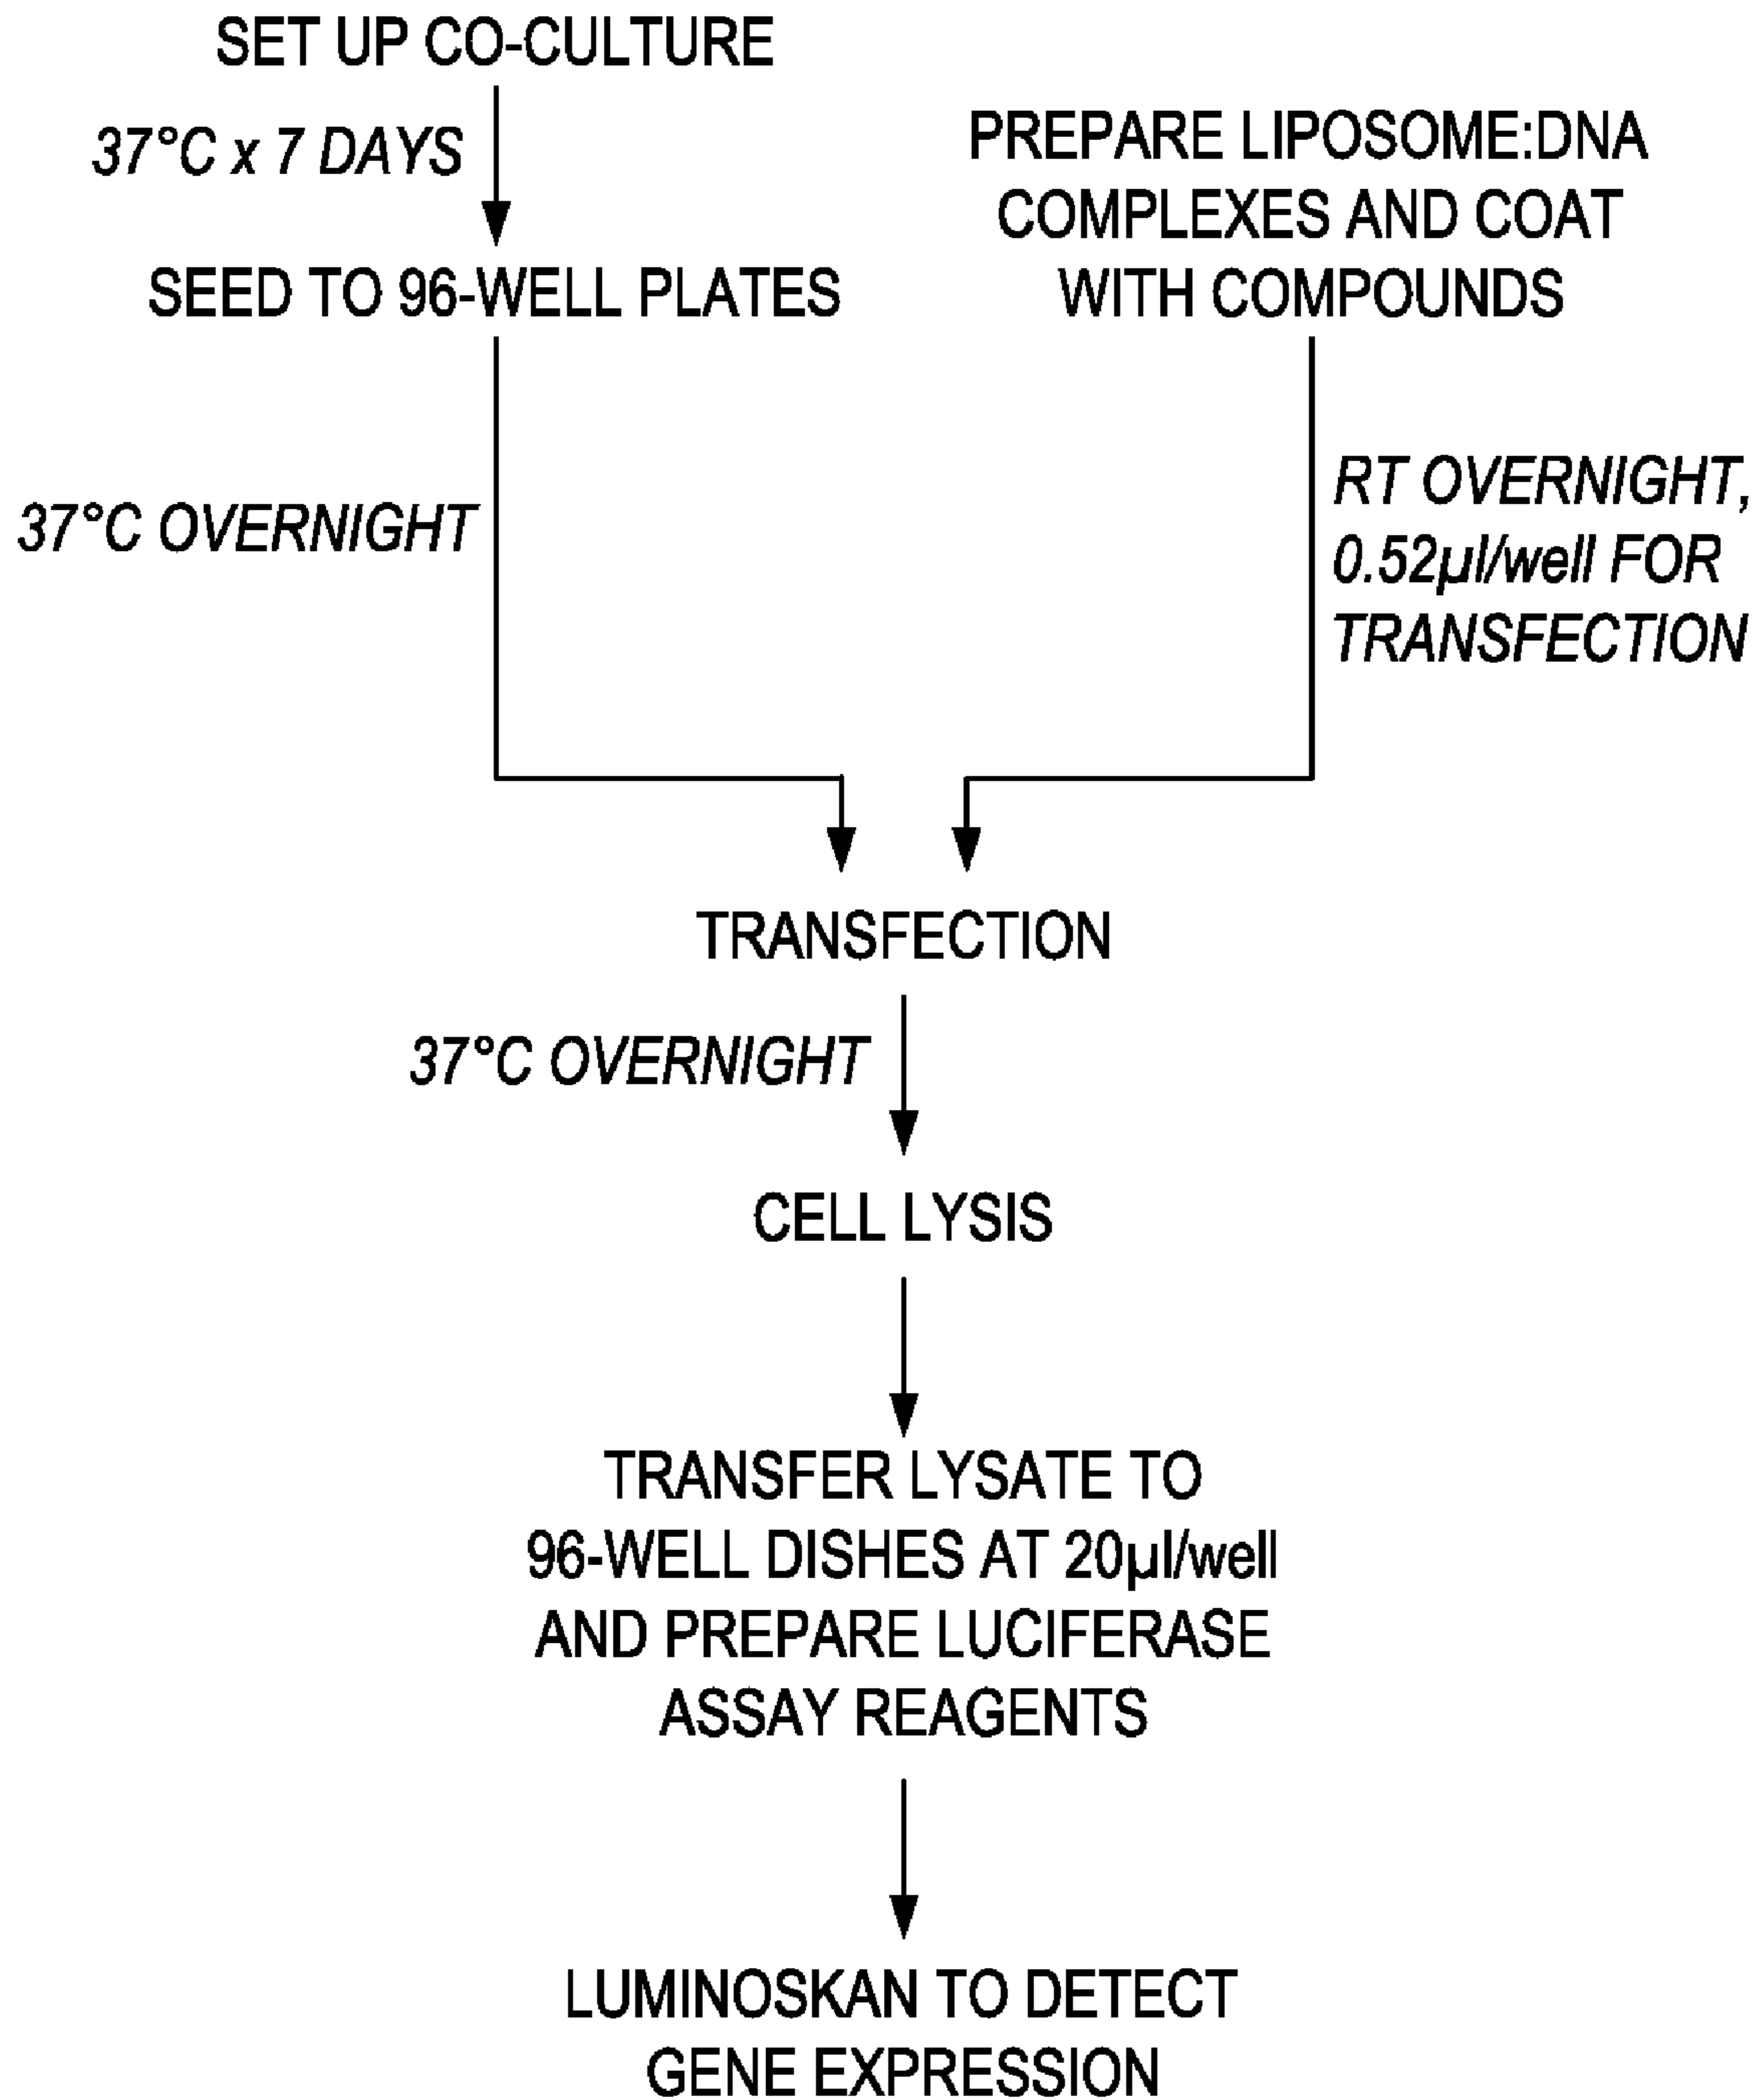 SET UP CO-CULTURE
37°C x 7 DAYS
SEED TO 96-WELL PLATES
PREPARE LIPOSOME:DNA
COMPLEXES AND COAT
WITH COMPOUNDS
37°C OVERNIGHT
RT OVERNIGHT,
0.52µl/well FOR
TRANSFECTION
TRANSFECTION
37°C OVERNIGHT
CELL LYSIS
TRANSFER LYSATE TO
96-WELL DISHES AT 20µl/well
AND PREPARE LUCIFERASE
ASSAY REAGENTS
LUMINOSKAN TO DETECT
GENE EXPRESSION